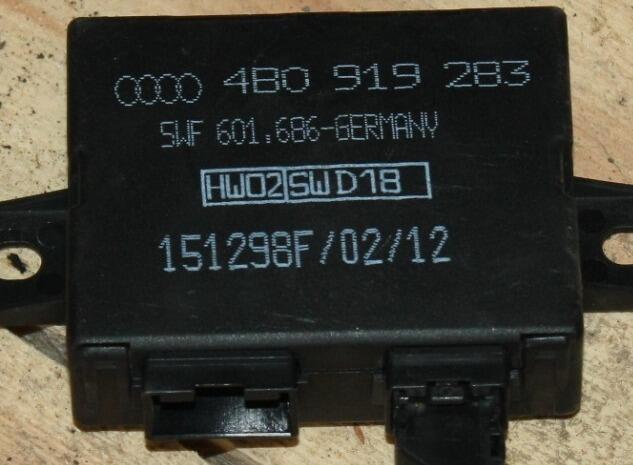 4B0 919 283
SWF 601.686-GERMANY
HW02 SW D18
151298F/02/12